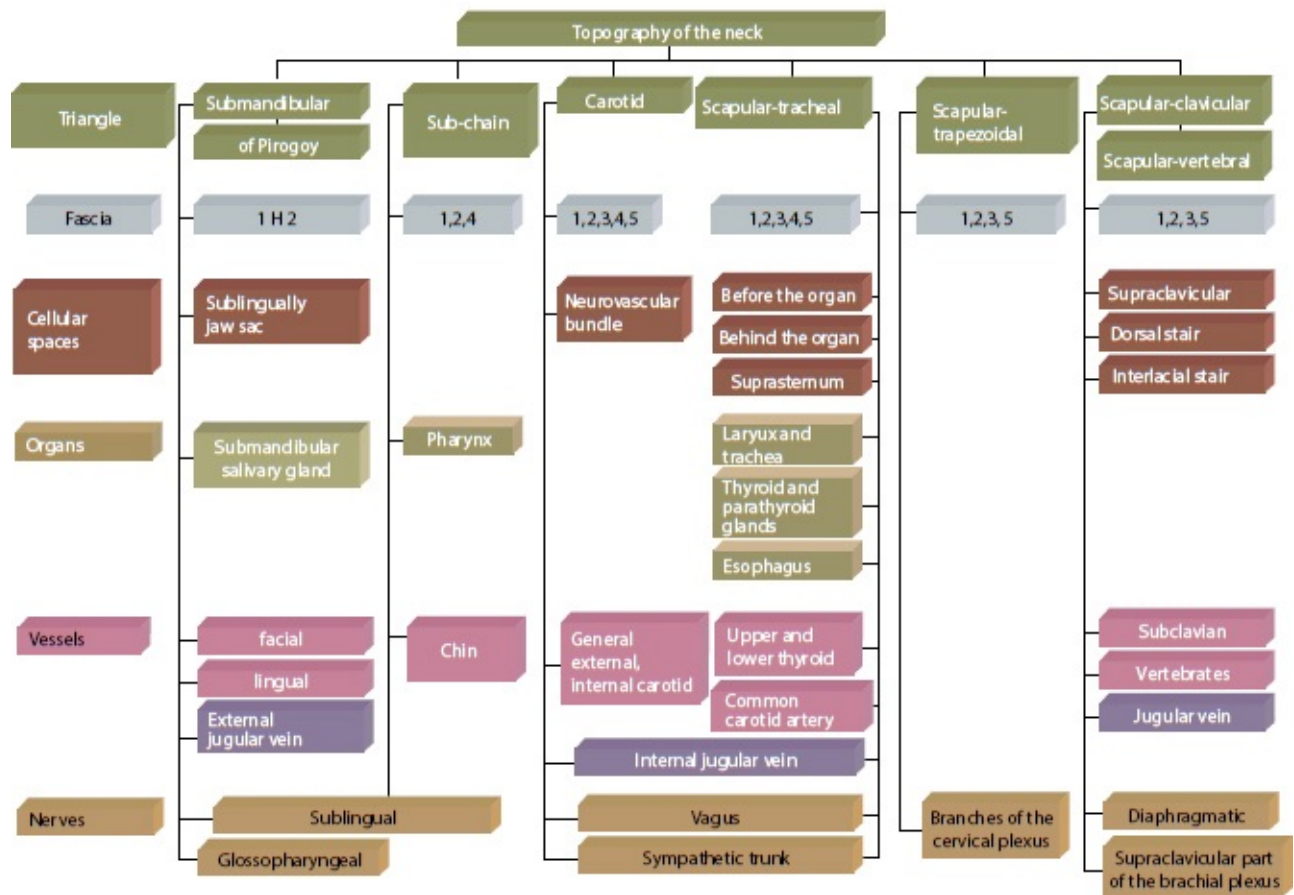 Topography of the neck
Triangle
Submandibular
of Pirogoy
Sub-chain
Carotid
Scapular-tracheal
Scapular-
trapezoidal
Scapular-clavicular
Scapular-vertebral
Fascia
1 H 2
1,2,4
1,2,3,4,5
1,2,3,4,5
1,2,3, 5
1,2,3, 5
Cellular
spaces
Sublingually
jaw sac
Neurovascular
bundle
Before the organ
Behind the organ
Suprasternum
Supraclavicular
Dorsal stair
Interlacial stair
Organs
Submandibular
salivary gland
Pharynx
Laryux and
trachea
Thyroid and
parathyroid
glands
Esophagus
Vessels
facial
lingual
External
jugular vein
Chin
General
external,
internal carotid
Upper and
lower thyroid
Common
carotid artery
Internal jugular vein
Subclavian
Vertebrates
Jugular vein
Nerves
Sublingual
Glossopharyngeal
Vagus
Sympathetic trunk
Branches of the
cervical plexus
Diaphragmatic
Supraclavicular part
of the brachial plexus